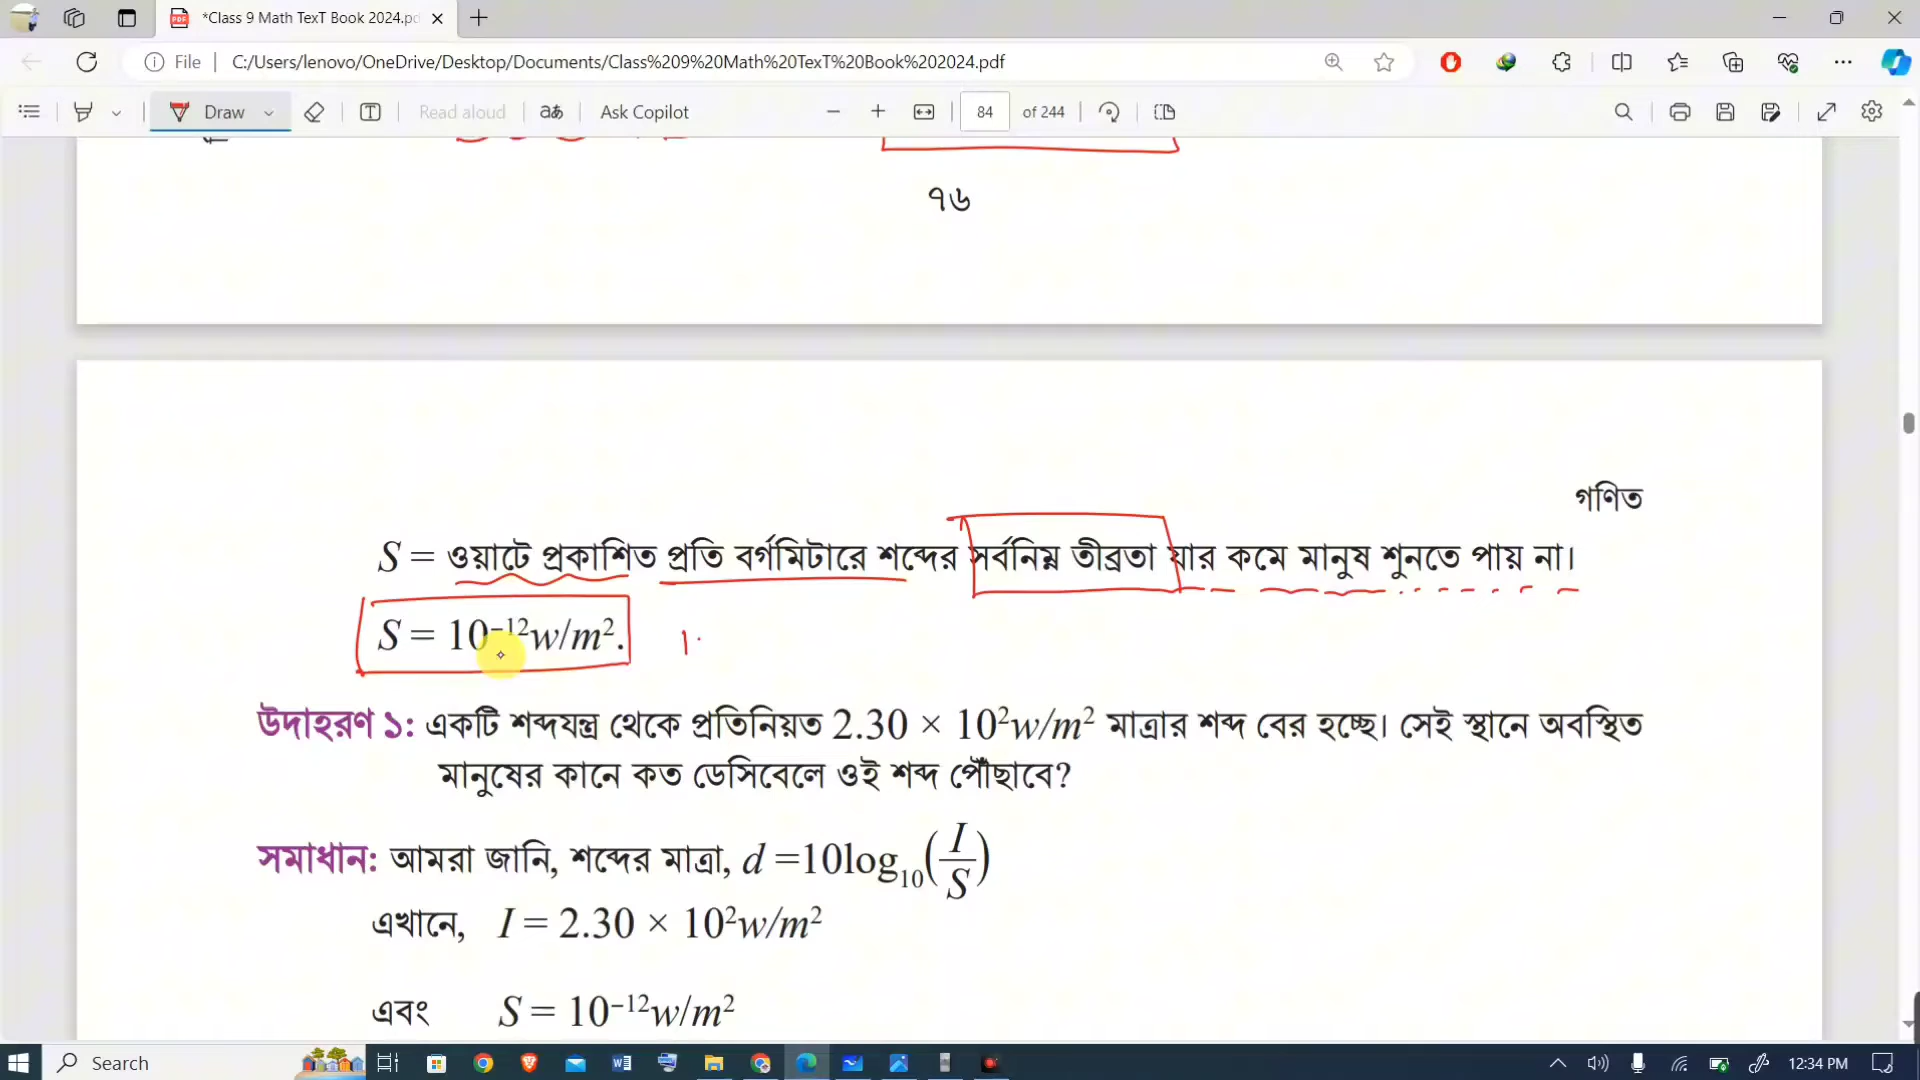 *Class 9 Math TexT Book 2024.pd
File C:/Users/lenovo/OneDrive/Desktop/Documents/Class%209%20Math%20TexT%20Book%202024.pdf
Draw Read aloud aあ Ask Copilot 84 of 244
৭৬
গণিত
S = ওয়াটে প্রকাশিত প্রতি বর্গমিটারে শব্দের সর্বনিম্ন তীব্রতা যার কমে মানুষ শুনতে পায় না।
S = 10⁻¹²w/m².
উদাহরণ ১: একটি শব্দযন্ত্র থেকে প্রতিনিয়ত 2.30 × 10²w/m² মাত্রার শব্দ বের হচ্ছে। সেই স্থানে অবস্থিত
মানুষের কানে কত ডেসিবেলে ওই শব্দ পৌঁছাবে?
সমাধান: আমরা জানি, শব্দের মাত্রা, d =10log₁₀(I/S)
এখানে, I = 2.30 × 10²w/m²
এবং S = 10⁻¹²w/m²
Search 12:34 PM